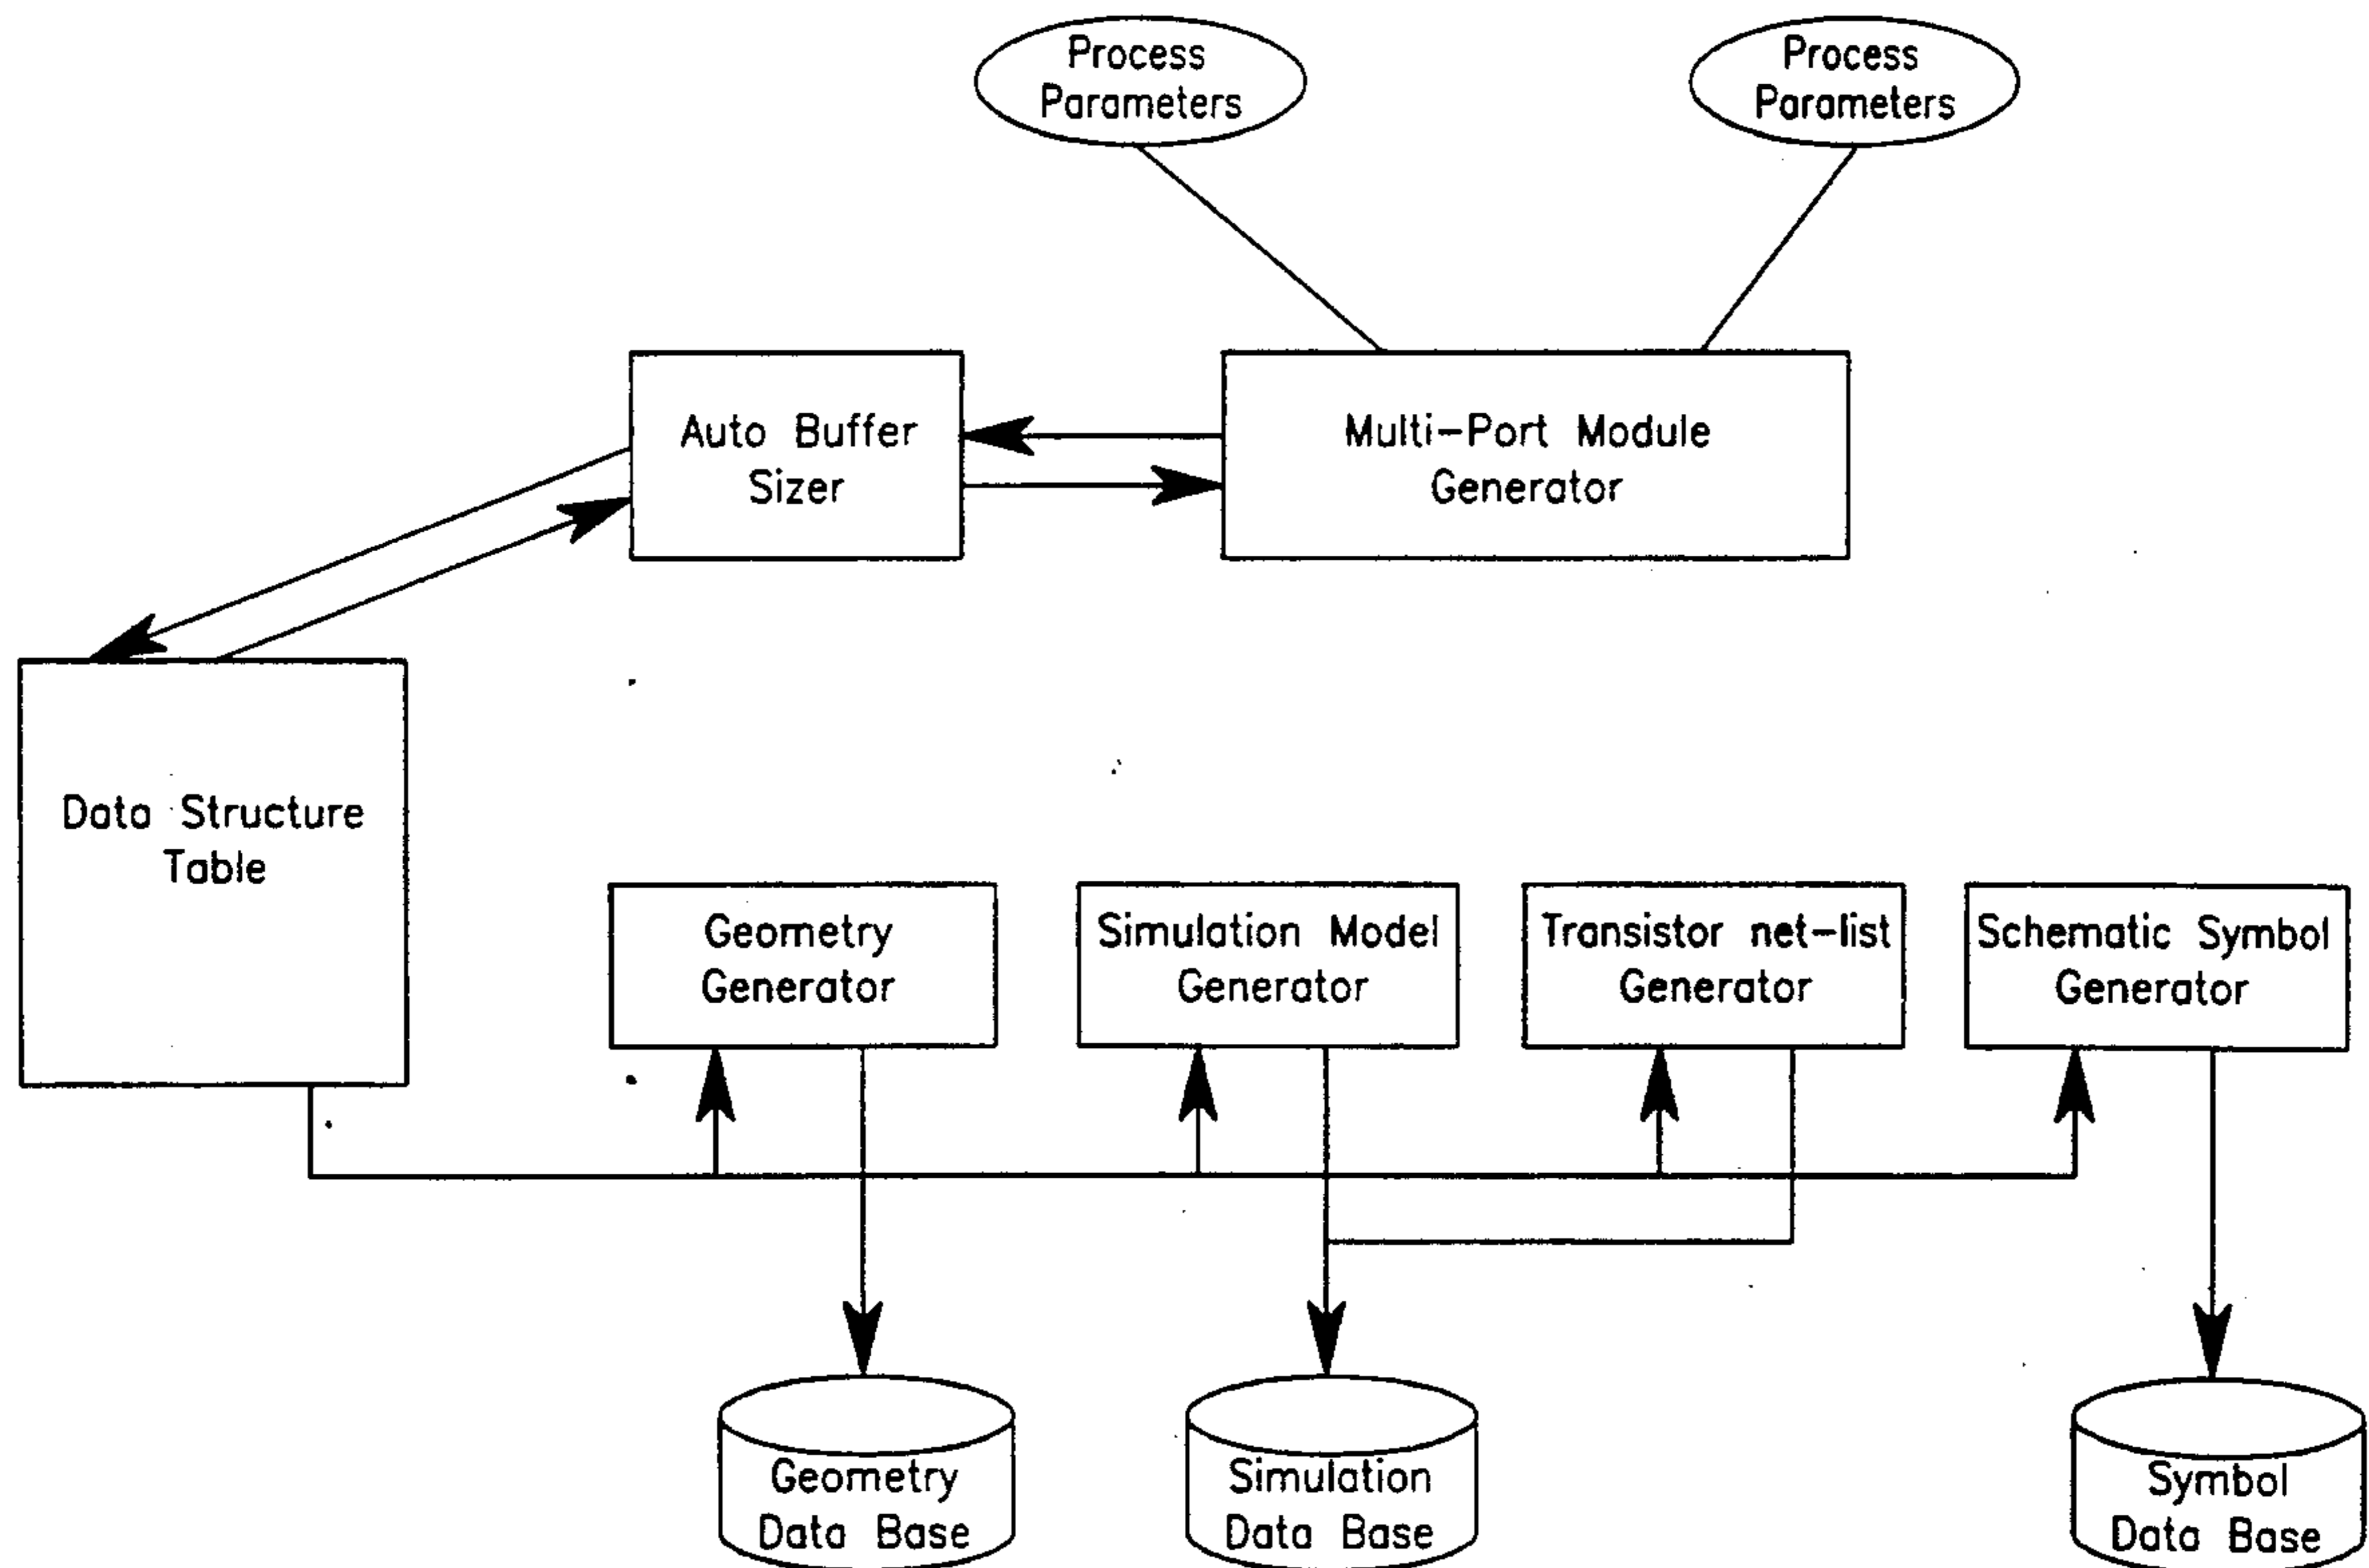 Process
Parameters
Process
Parameters
Auto Buffer
Sizer
Multi-Port Module
Generator
Data Structure
Table
Geometry
Generator
Simulation Model
Generator
Transistor net-list
Generator
Schematic Symbol
Generator
Geometry
Data Base
Simulation
Data Base
Symbol
Data Base